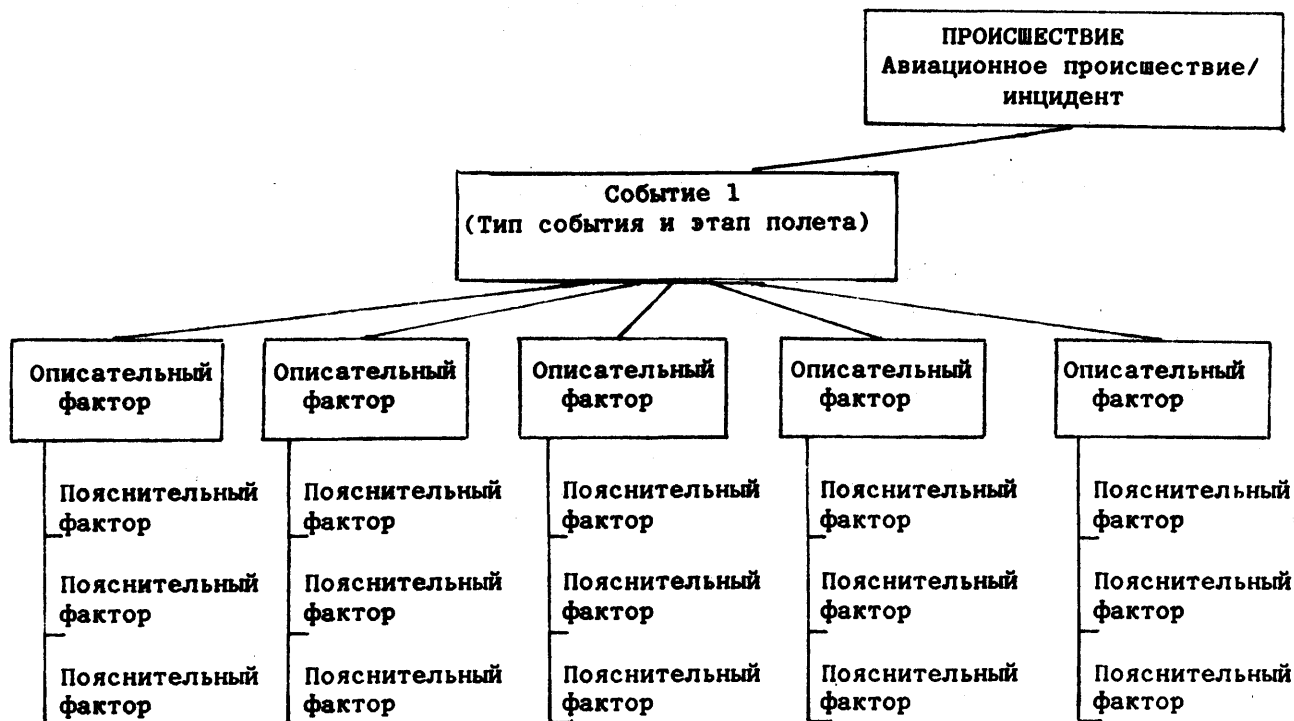 ПРОИСШЕСТВИЕ
Авиационное происшествие/
инцидент
Событие 1
(Тип события и этап полета)
Описательный
фактор
Описательный
фактор
Описательный
фактор
Описательный
фактор
Описательный
фактор
Пояснительный
фактор
Пояснительный
фактор
Пояснительный
фактор
Пояснительный
фактор
Пояснительный
фактор
Пояснительный
фактор
Пояснительный
фактор
Пояснительный
фактор
Пояснительный
фактор
Пояснительный
фактор
Пояснительный
фактор
Пояснительный
фактор
Пояснительный
фактор
Пояснительный
фактор
Пояснительный
фактор